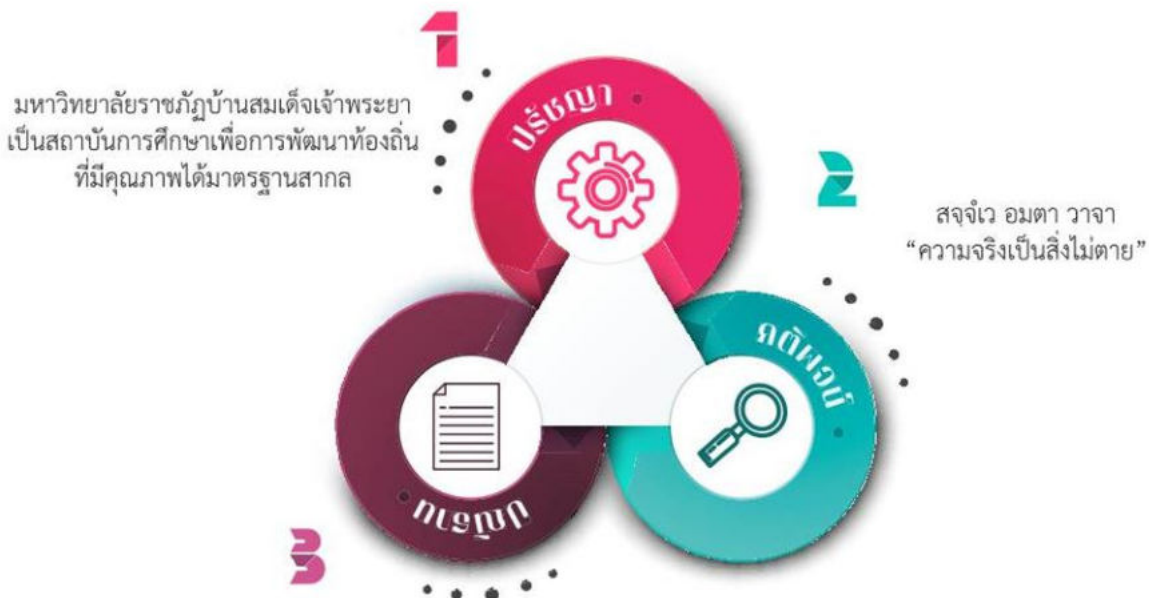 1
ปรัชญา
มหาวิทยาลัยราชภัฏบ้านสมเด็จเจ้าพระยา
เป็นสถาบันการศึกษาเพื่อการพัฒนาท้องถิ่น
ที่มีคุณภาพได้มาตรฐานสากล
2
คติพจน์
สจฺจํเว อมตา วาจา
“ความจริงเป็นสิ่งไม่ตาย”
3
ปณิธาน